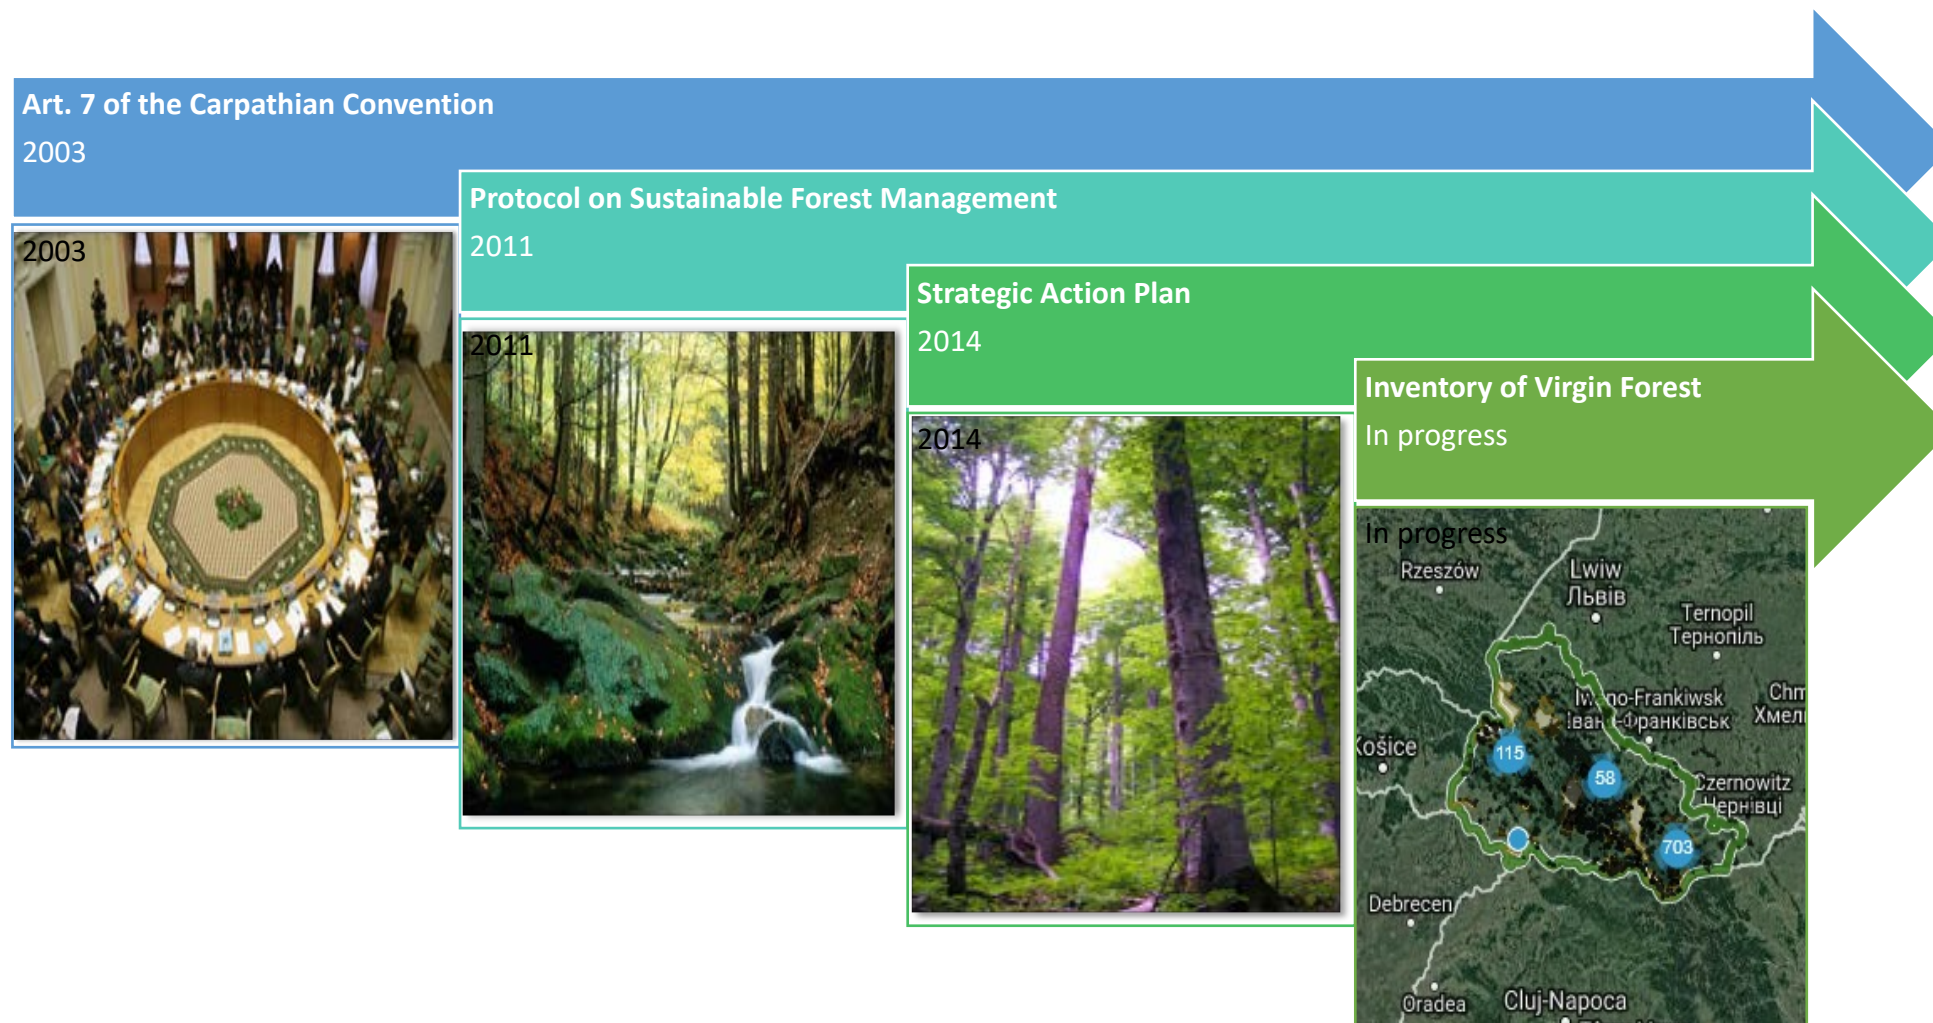 Art. 7 of the Carpathian Convention
2003
2003
Protocol on Sustainable Forest Management
2011
2011
Strategic Action Plan
2014
2014
Inventory of Virgin Forest
In progress
In progress
Rzeszów
Lwiw
Львів
Ternopil
Тернопіль
Chm
Хмел
Košice
115
58
Czernowitz
Чернівці
703
Debrecen
Oradea
Cluj-Napoca